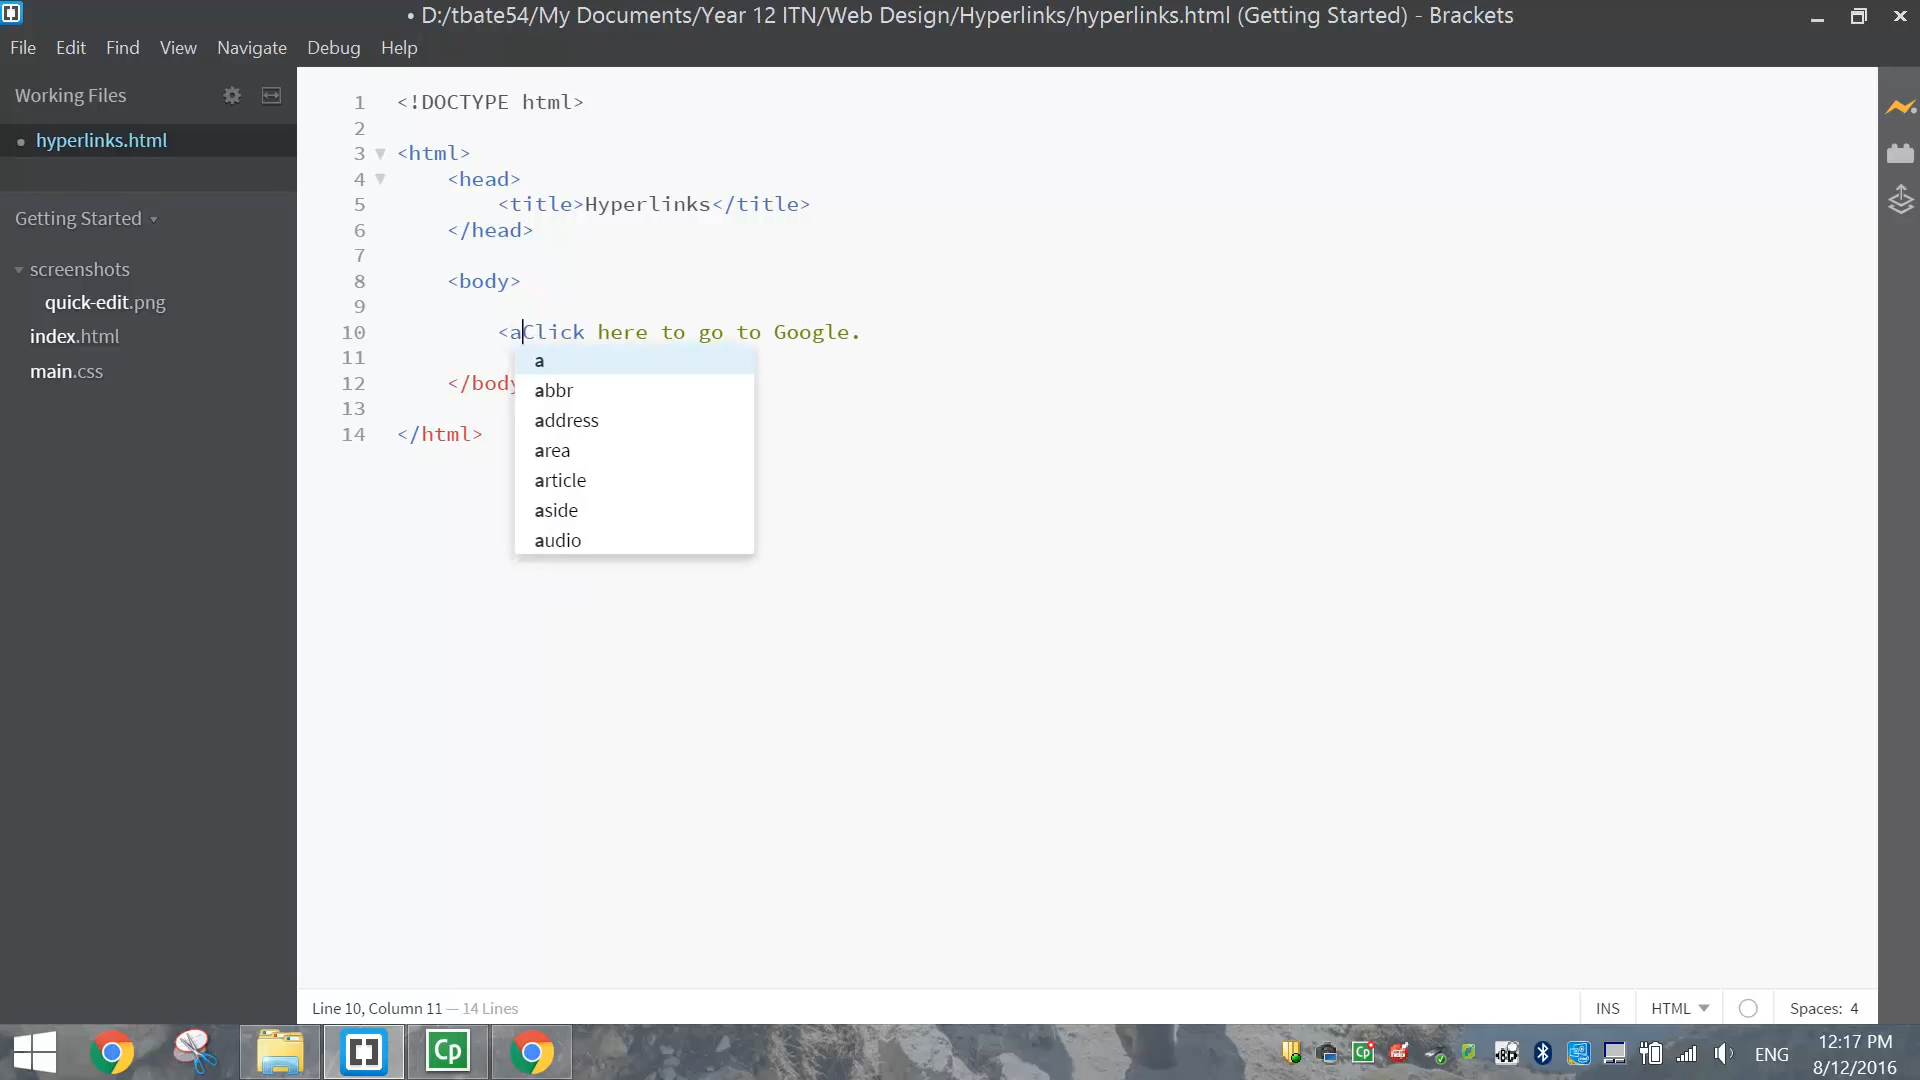 • D:/tbate54/My Documents/Year 12 ITN/Web Design/Hyperlinks/hyperlinks.html (Getting Started) - Brackets
File Edit Find View Navigate Debug Help
Working Files
• hyperlinks.html
Getting Started
screenshots
quick-edit.png
index.html
main.css
1 <!DOCTYPE html>
2
3 <html>
4 <head>
5 <title>Hyperlinks</title>
6 </head>
7
8 <body>
9
10 <aClick here to go to Google.
11
12 </body
13
14 </html>
a
abbr
address
area
article
aside
audio
Line 10, Column 11 — 14 Lines
INS HTML Spaces: 4
Cp
ENG
12:17 PM
8/12/2016